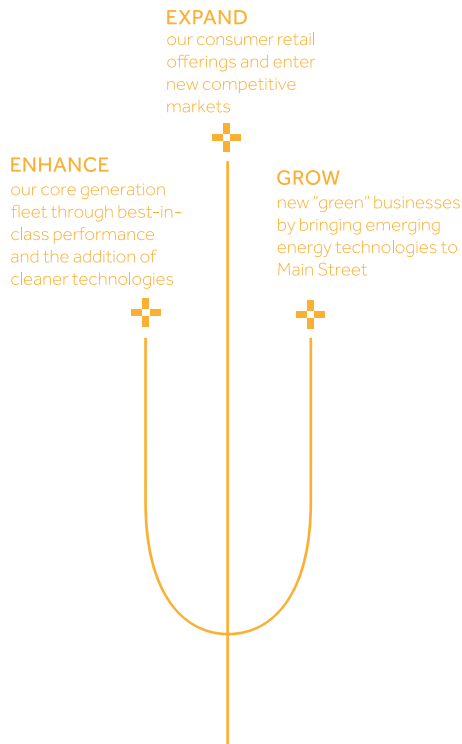 EXPAND
our consumer retail
offerings and enter
new competitive
markets
ENHANCE
our core generation
fleet through best-in-
class performance
and the addition of
cleaner technologies
GROW
new "green" businesses
by bringing emerging
energy technologies to
Main Street